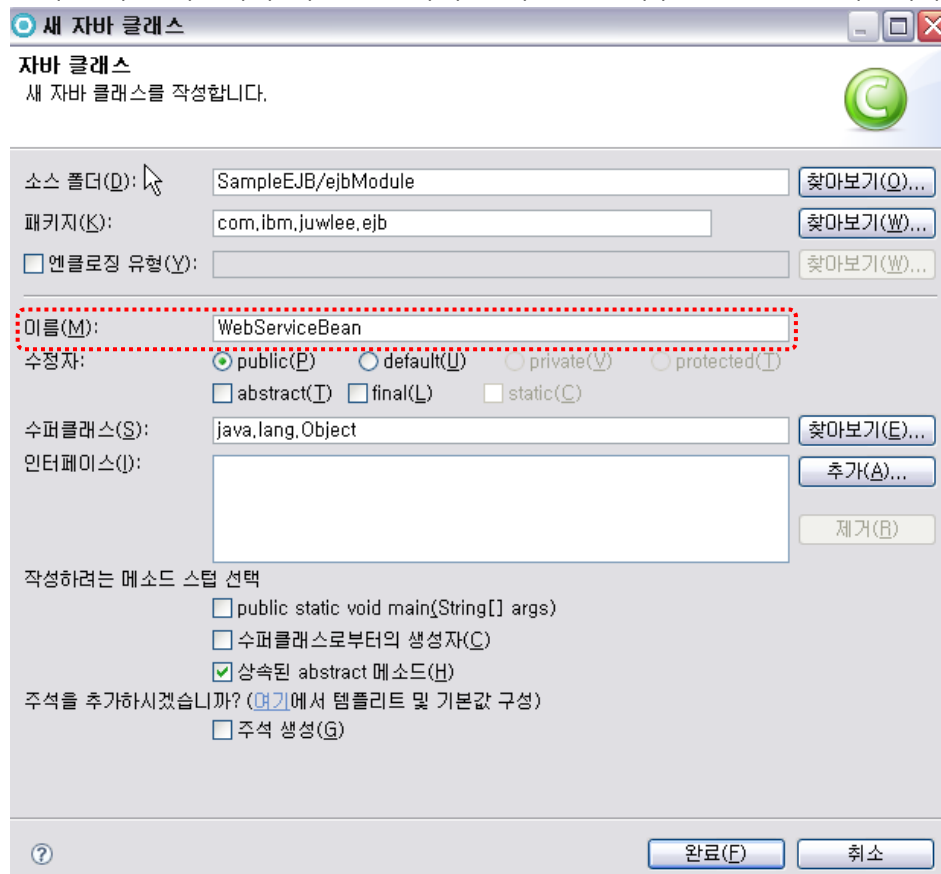 새 자바 클래스
자바 클래스
새 자바 클래스를 작성합니다.
소스 폴더(D): SampleEJB/ejbModule 찾아보기(O)...
패키지(K): com.ibm.juwlee.ejb 찾아보기(W)...
엔클로징 유형(Y): 찾아보기(W)...
이름(M): WebServiceBean
수정자: public(P) default(U) private(V) protected(T)
abstract(T) final(L) static(C)
수퍼클래스(S): java.lang.Object 찾아보기(E)...
인터페이스(I): 추가(A)...
제거(R)
작성하려는 메소드 스텁 선택
public static void main(String[] args)
수퍼클래스로부터의 생성자(C)
상속된 abstract 메소드(H)
주석을 추가하시겠습니까? (여기에서 템플리트 및 기본값 구성)
주석 생성(G)
완료(F) 취소